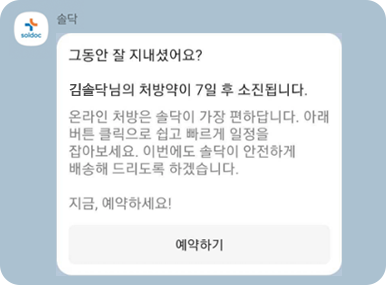 솔닥
soldoc
그동안 잘 지내셨어요?
김솔닥님의 처방약이 7일 후 소진됩니다.
온라인 처방은 솔닥이 가장 편하답니다. 아래
버튼 클릭으로 쉽고 빠르게 일정을
잡아보세요. 이번에도 솔닥이 안전하게
배송해 드리도록 하겠습니다.
지금, 예약하세요!
예약하기